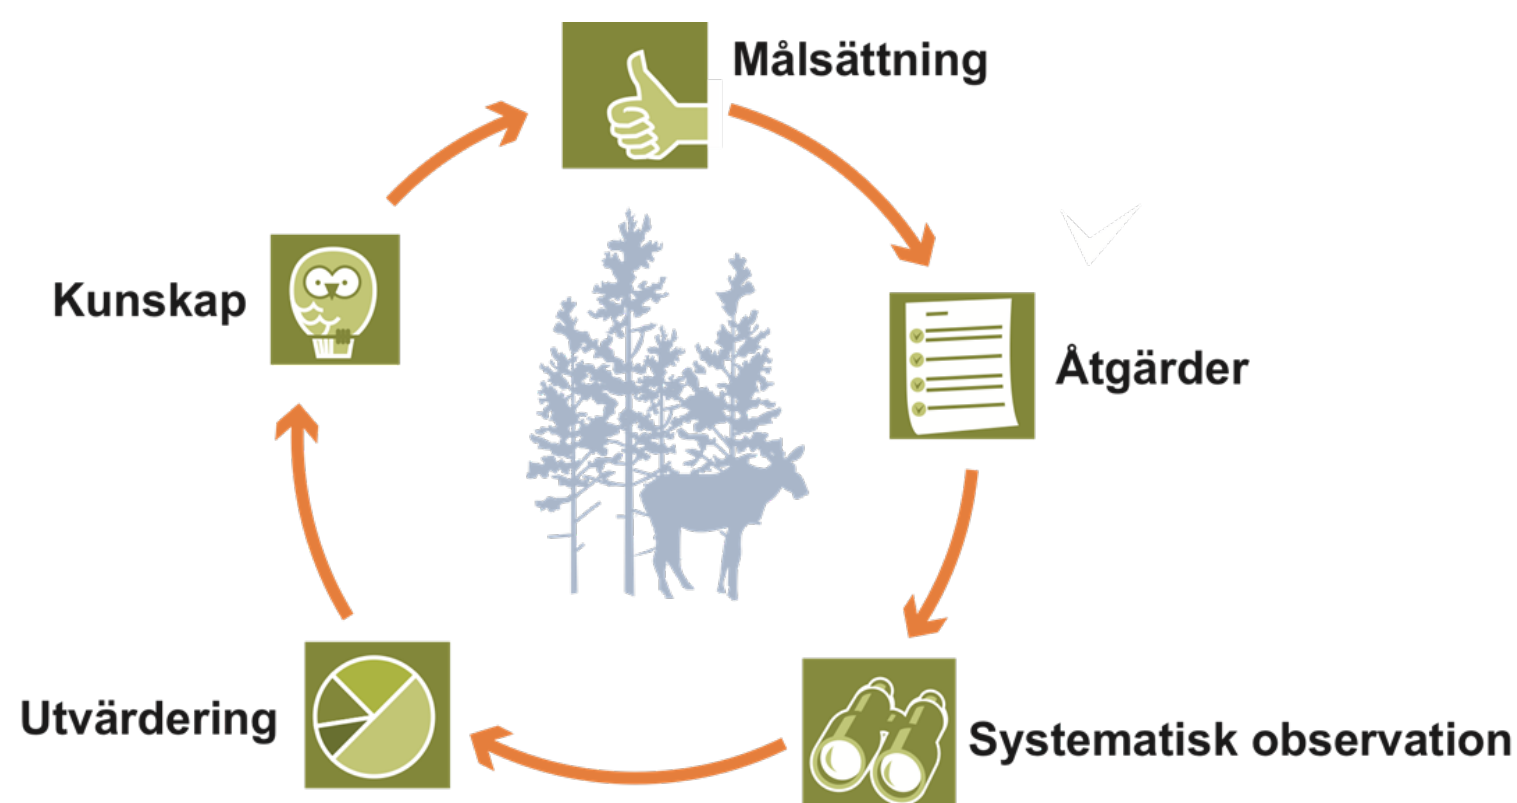 Målsättning
Åtgärder
Systematisk observation
Utvärdering
Kunskap